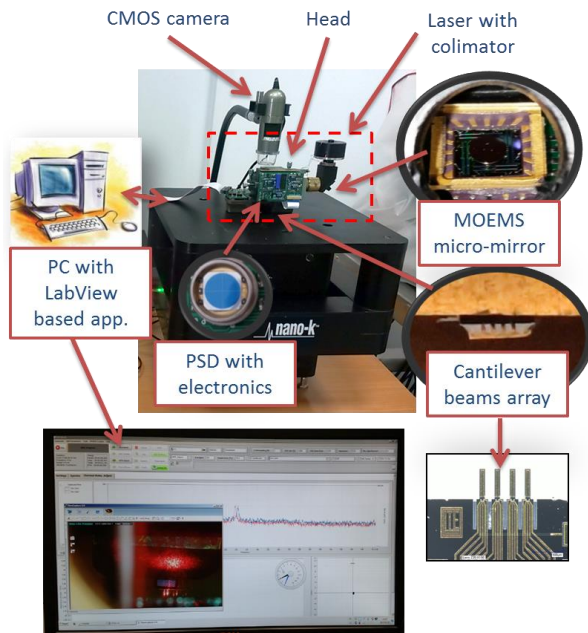 CMOS camera
Head
Laser with
colimator
MOEMS
micro-mirror
PC with
LabView
based app.
nano-k
PSD with
electronics
Cantilever
beams array